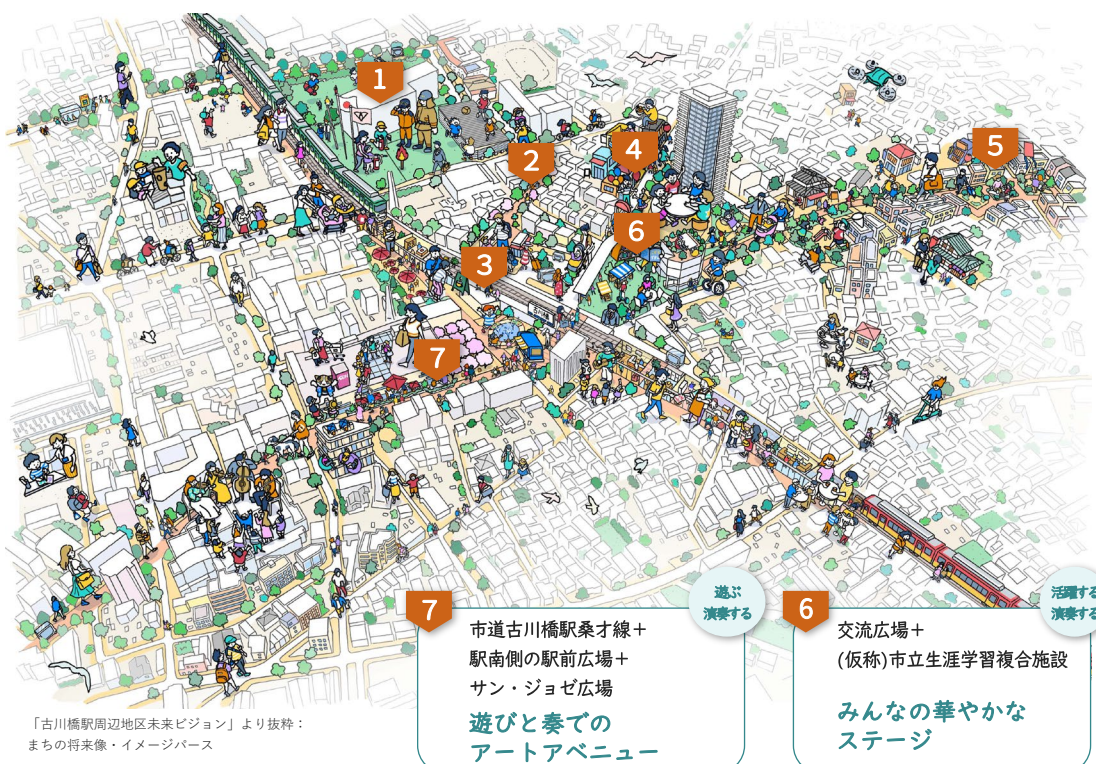 1
2
4
5
6
3
7
7
遊ぶ
演奏する
市道古川橋駅桑才線＋
駅南側の駅前広場＋
サン・ジョゼ広場
遊びと奏での
アートアベニュー
6
活躍する
演奏する
交流広場＋
(仮称)市立生涯学習複合施設
みんなの華やかな
ステージ
「古川橋駅周辺地区未来ビジョン」より抜粋：
まちの将来像・イメージパース